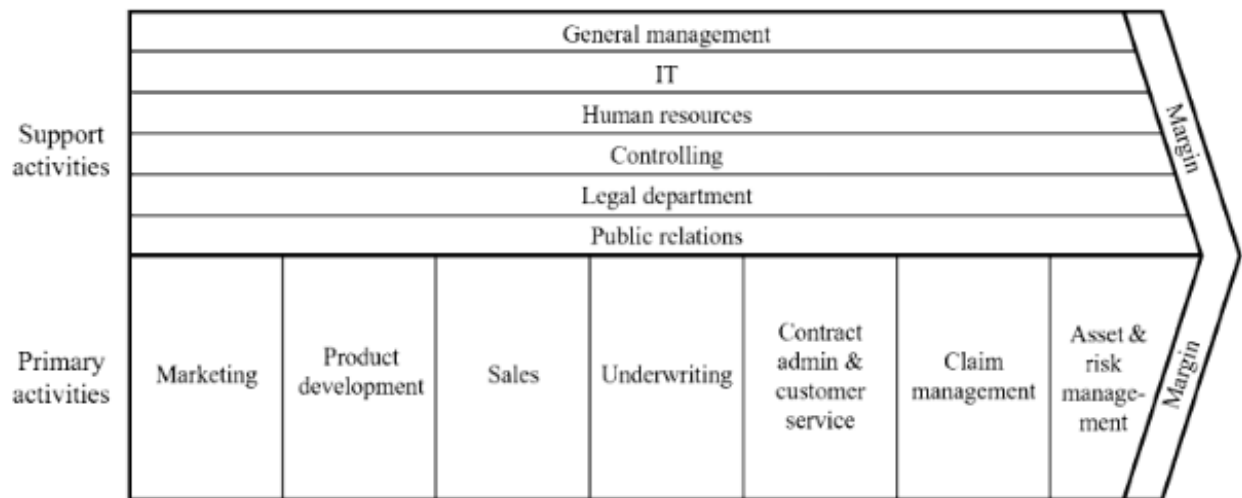 General management
IT
Human resources
Controlling
Legal department
Public relations
Support
activities
Margin
Primary
activities
Marketing
Product
development
Sales
Underwriting
Contract
admin &
customer
service
Claim
management
Asset &
risk
manage-
ment
Margin